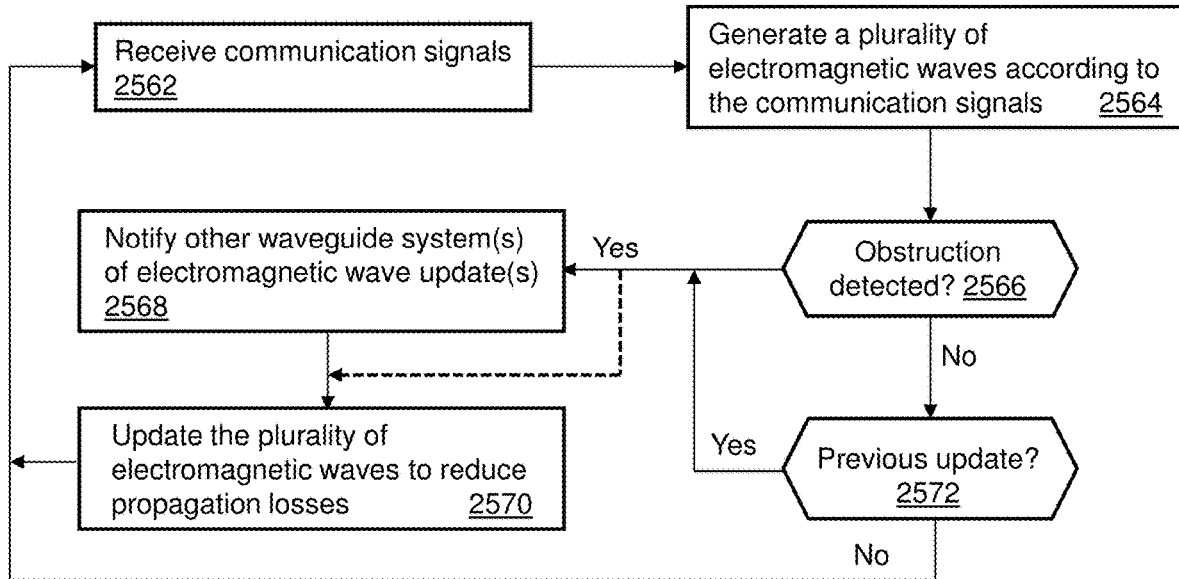 Receive communication signals
2562
Generate a plurality of
electromagnetic waves according to
the communication signals 2564
Notify other waveguide system(s)
of electromagnetic wave update(s)
2568
Yes
Obstruction
detected? 2566
No
Update the plurality of
electromagnetic waves to reduce
propagation losses 2570
Yes
Previous update?
2572
No